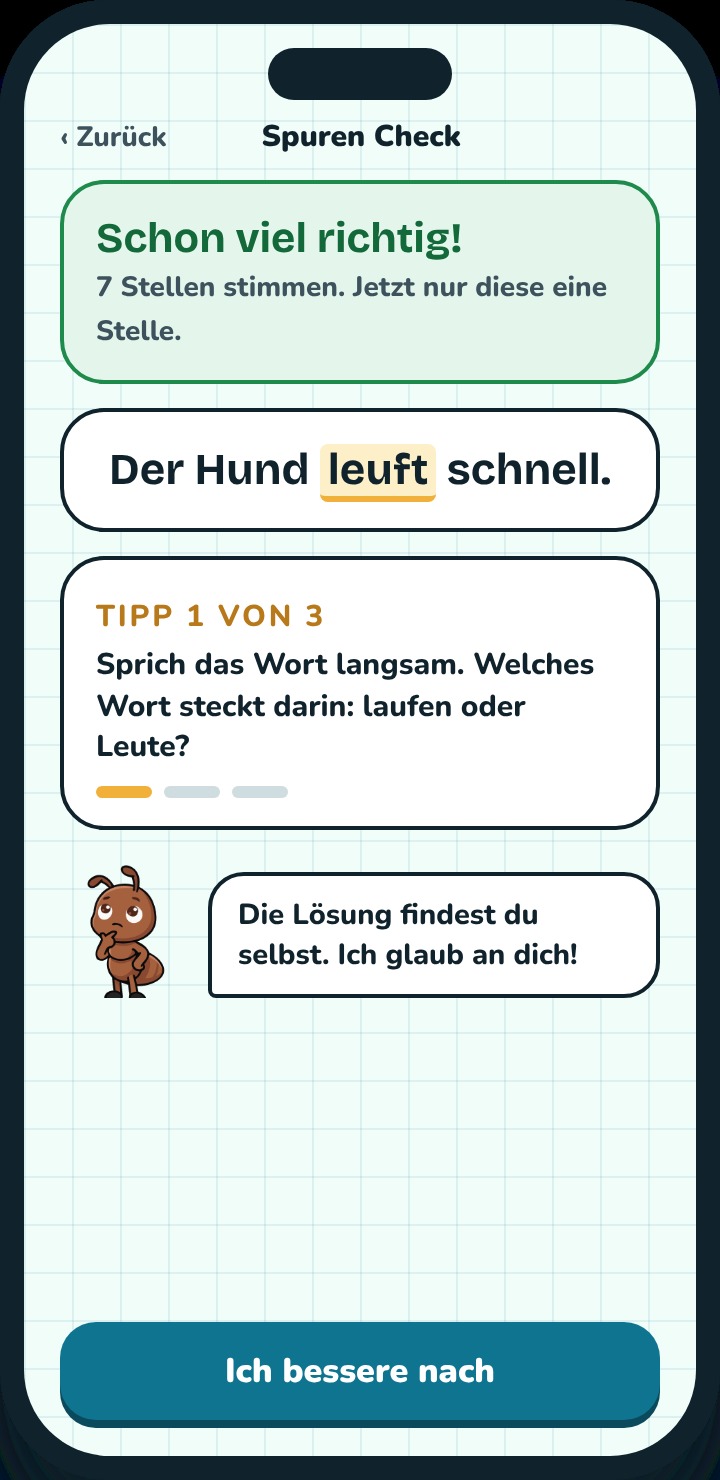 ‹ Zurück
Spuren Check
Schon viel richtig!
7 Stellen stimmen. Jetzt nur diese eine
Stelle.
Der Hund leuft schnell.
TIPP 1 VON 3
Sprich das Wort langsam. Welches
Wort steckt darin: laufen oder
Leute?
Die Lösung findest du
selbst. Ich glaub an dich!
Ich bessere nach